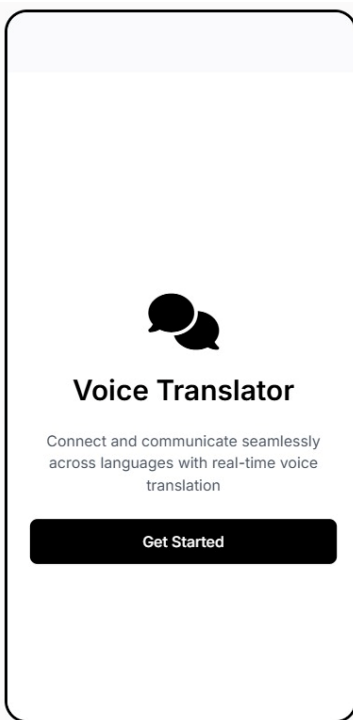 Voice Translator
Connect and communicate seamlessly
across languages with real-time voice
translation
Get Started